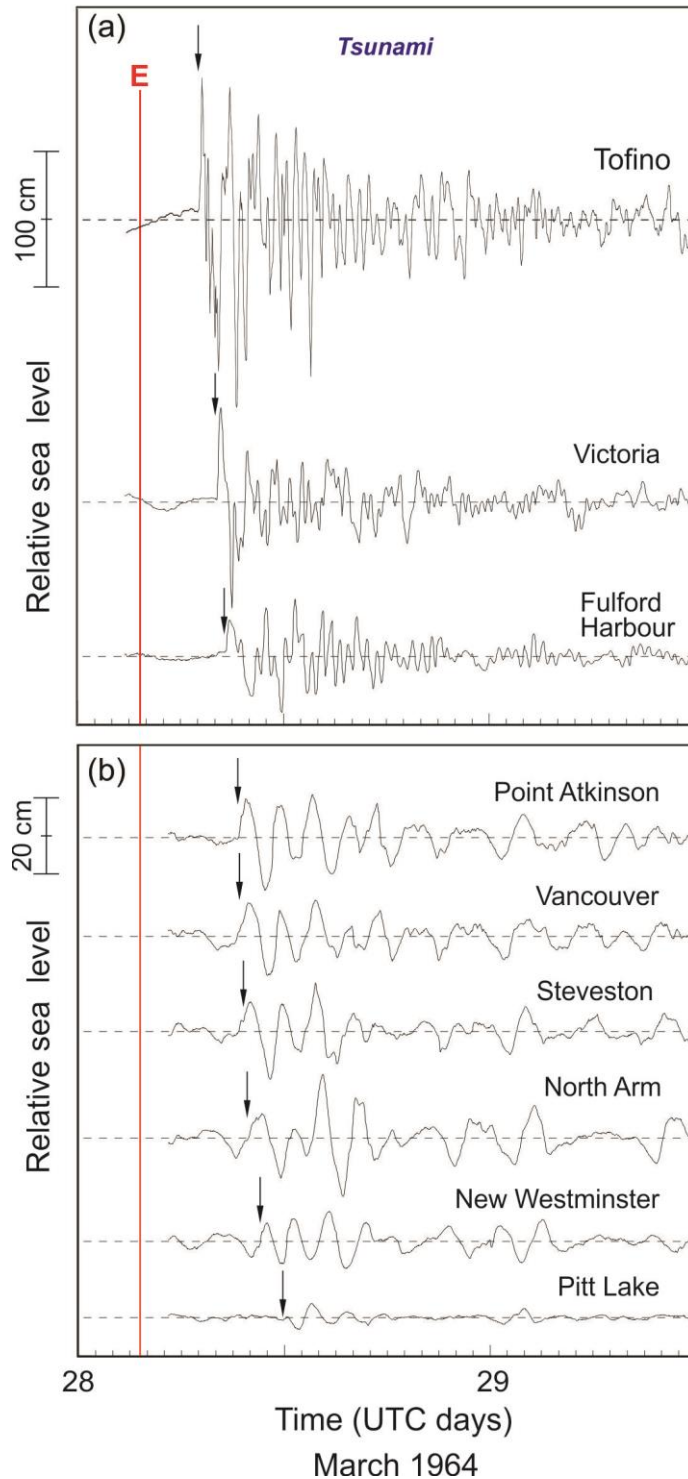 (a)
Tsunami
E
Tofino
100 cm
Relative sea level
Victoria
Fulford
Harbour
(b)
Point Atkinson
20 cm
Vancouver
Relative sea level
Steveston
North Arm
New Westminster
Pitt Lake
28
29
Time (UTC days)
March 1964